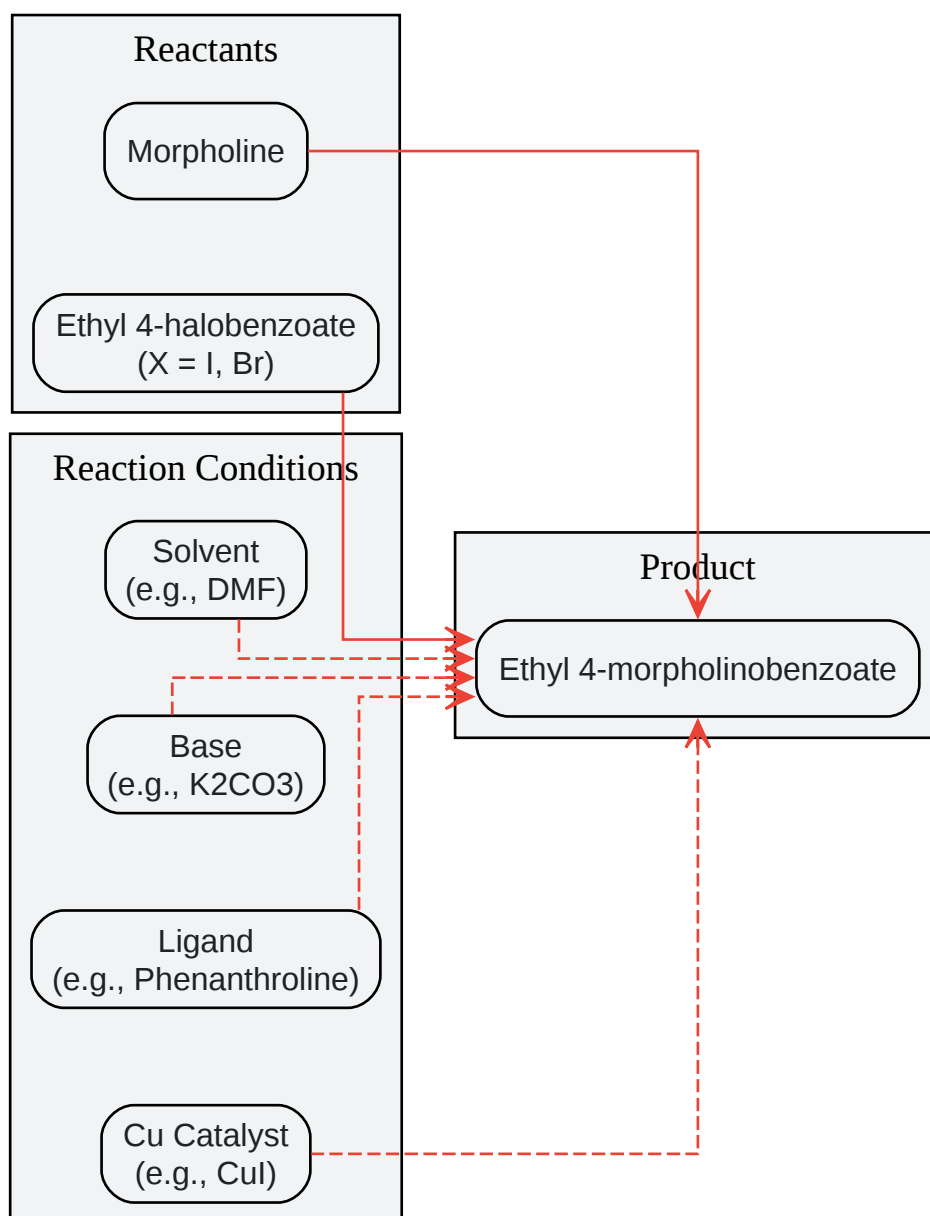 Reactants
Morpholine
Ethyl 4-halobenzoate
(X = I, Br)
Reaction Conditions
Solvent
(e.g., DMF)
Base
(e.g., K2CO3)
Ligand
(e.g., Phenanthroline)
Cu Catalyst
(e.g., CuI)
Product
Ethyl 4-morpholinobenzoate